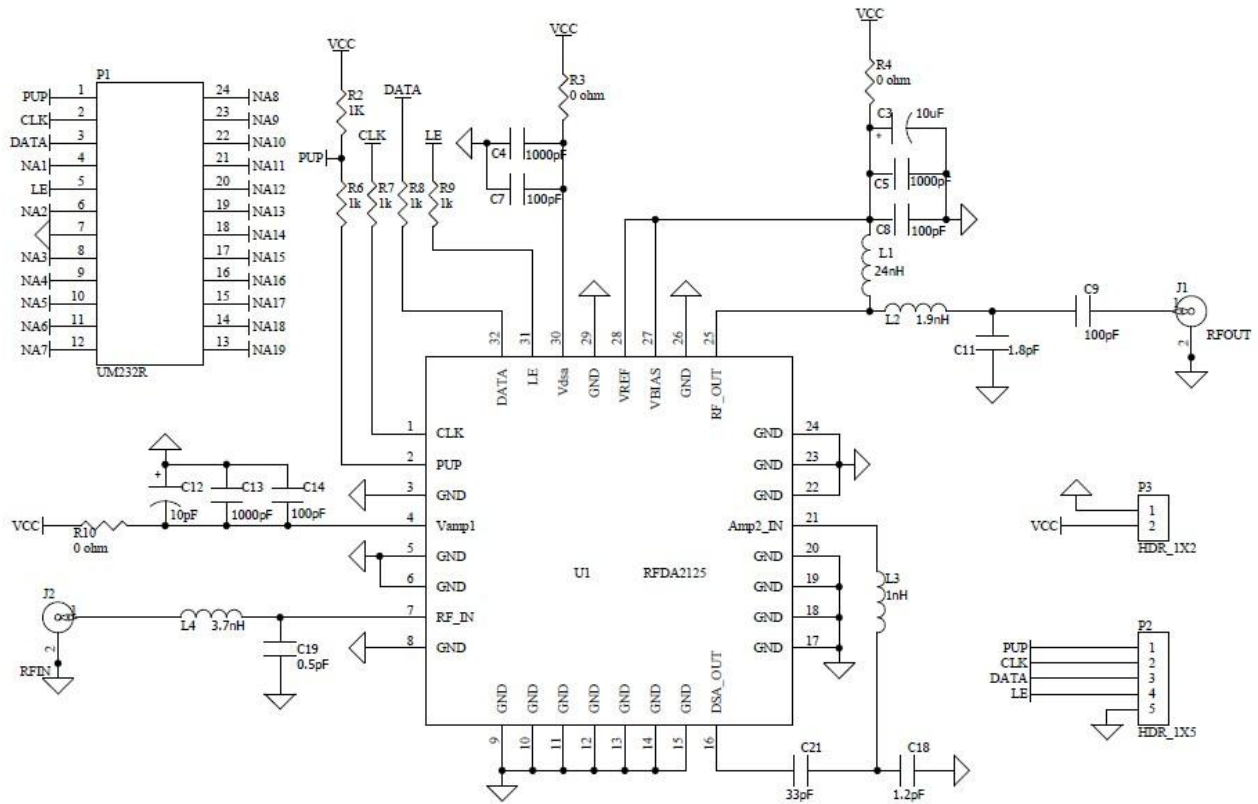 VCC
R2
1K
PUP
R6
1k
CLK
R7
1k
DATA
R8
1k
LE
R9
1k
VCC
R3
0 ohm
C4
1000pF
C7
100pF
VCC
R4
0 ohm
C3
10uF
+
C5
1000pF
C8
100pF
L1
24nH
L2
1.9nH
C11
1.8pF
C9
100pF
J1
1
2
RFOUT
P1
PUP 1 24 NA8
CLK 2 23 NA9
DATA 3 22 NA10
NA1 4 21 NA11
LE 5 20 NA12
NA2 6 19 NA13
7 18 NA14
NA3 8 17 NA15
NA4 9 16 NA16
NA5 10 15 NA17
NA6 11 14 NA18
NA7 12 13 NA19
UM232R
32 31 30 29 28 27 26 25
DATA LE Vdsa GND VREF VBIAS GND RF_OUT
1 CLK
2 PUP
3 GND
4 Vamp1
5 GND
6 GND
7 RF_IN
8 GND
GND 24
GND 23
GND 22
Amp2_IN 21
GND 20
GND 19
GND 18
GND 17
U1 RFDA2125
GND GND GND GND GND GND GND DSA_OUT
9 10 11 12 13 14 15 16
+
C12
10pF
C13
1000pF
C14
100pF
VCC
R10
0 ohm
J2
1
2
RFIN
L4
3.7nH
C19
0.5pF
L3
1nH
C21
33pF
C18
1.2pF
P3
1
VCC 2
HDR_1X2
P2
PUP 1
CLK 2
DATA 3
LE 4
5
HDR_1X5